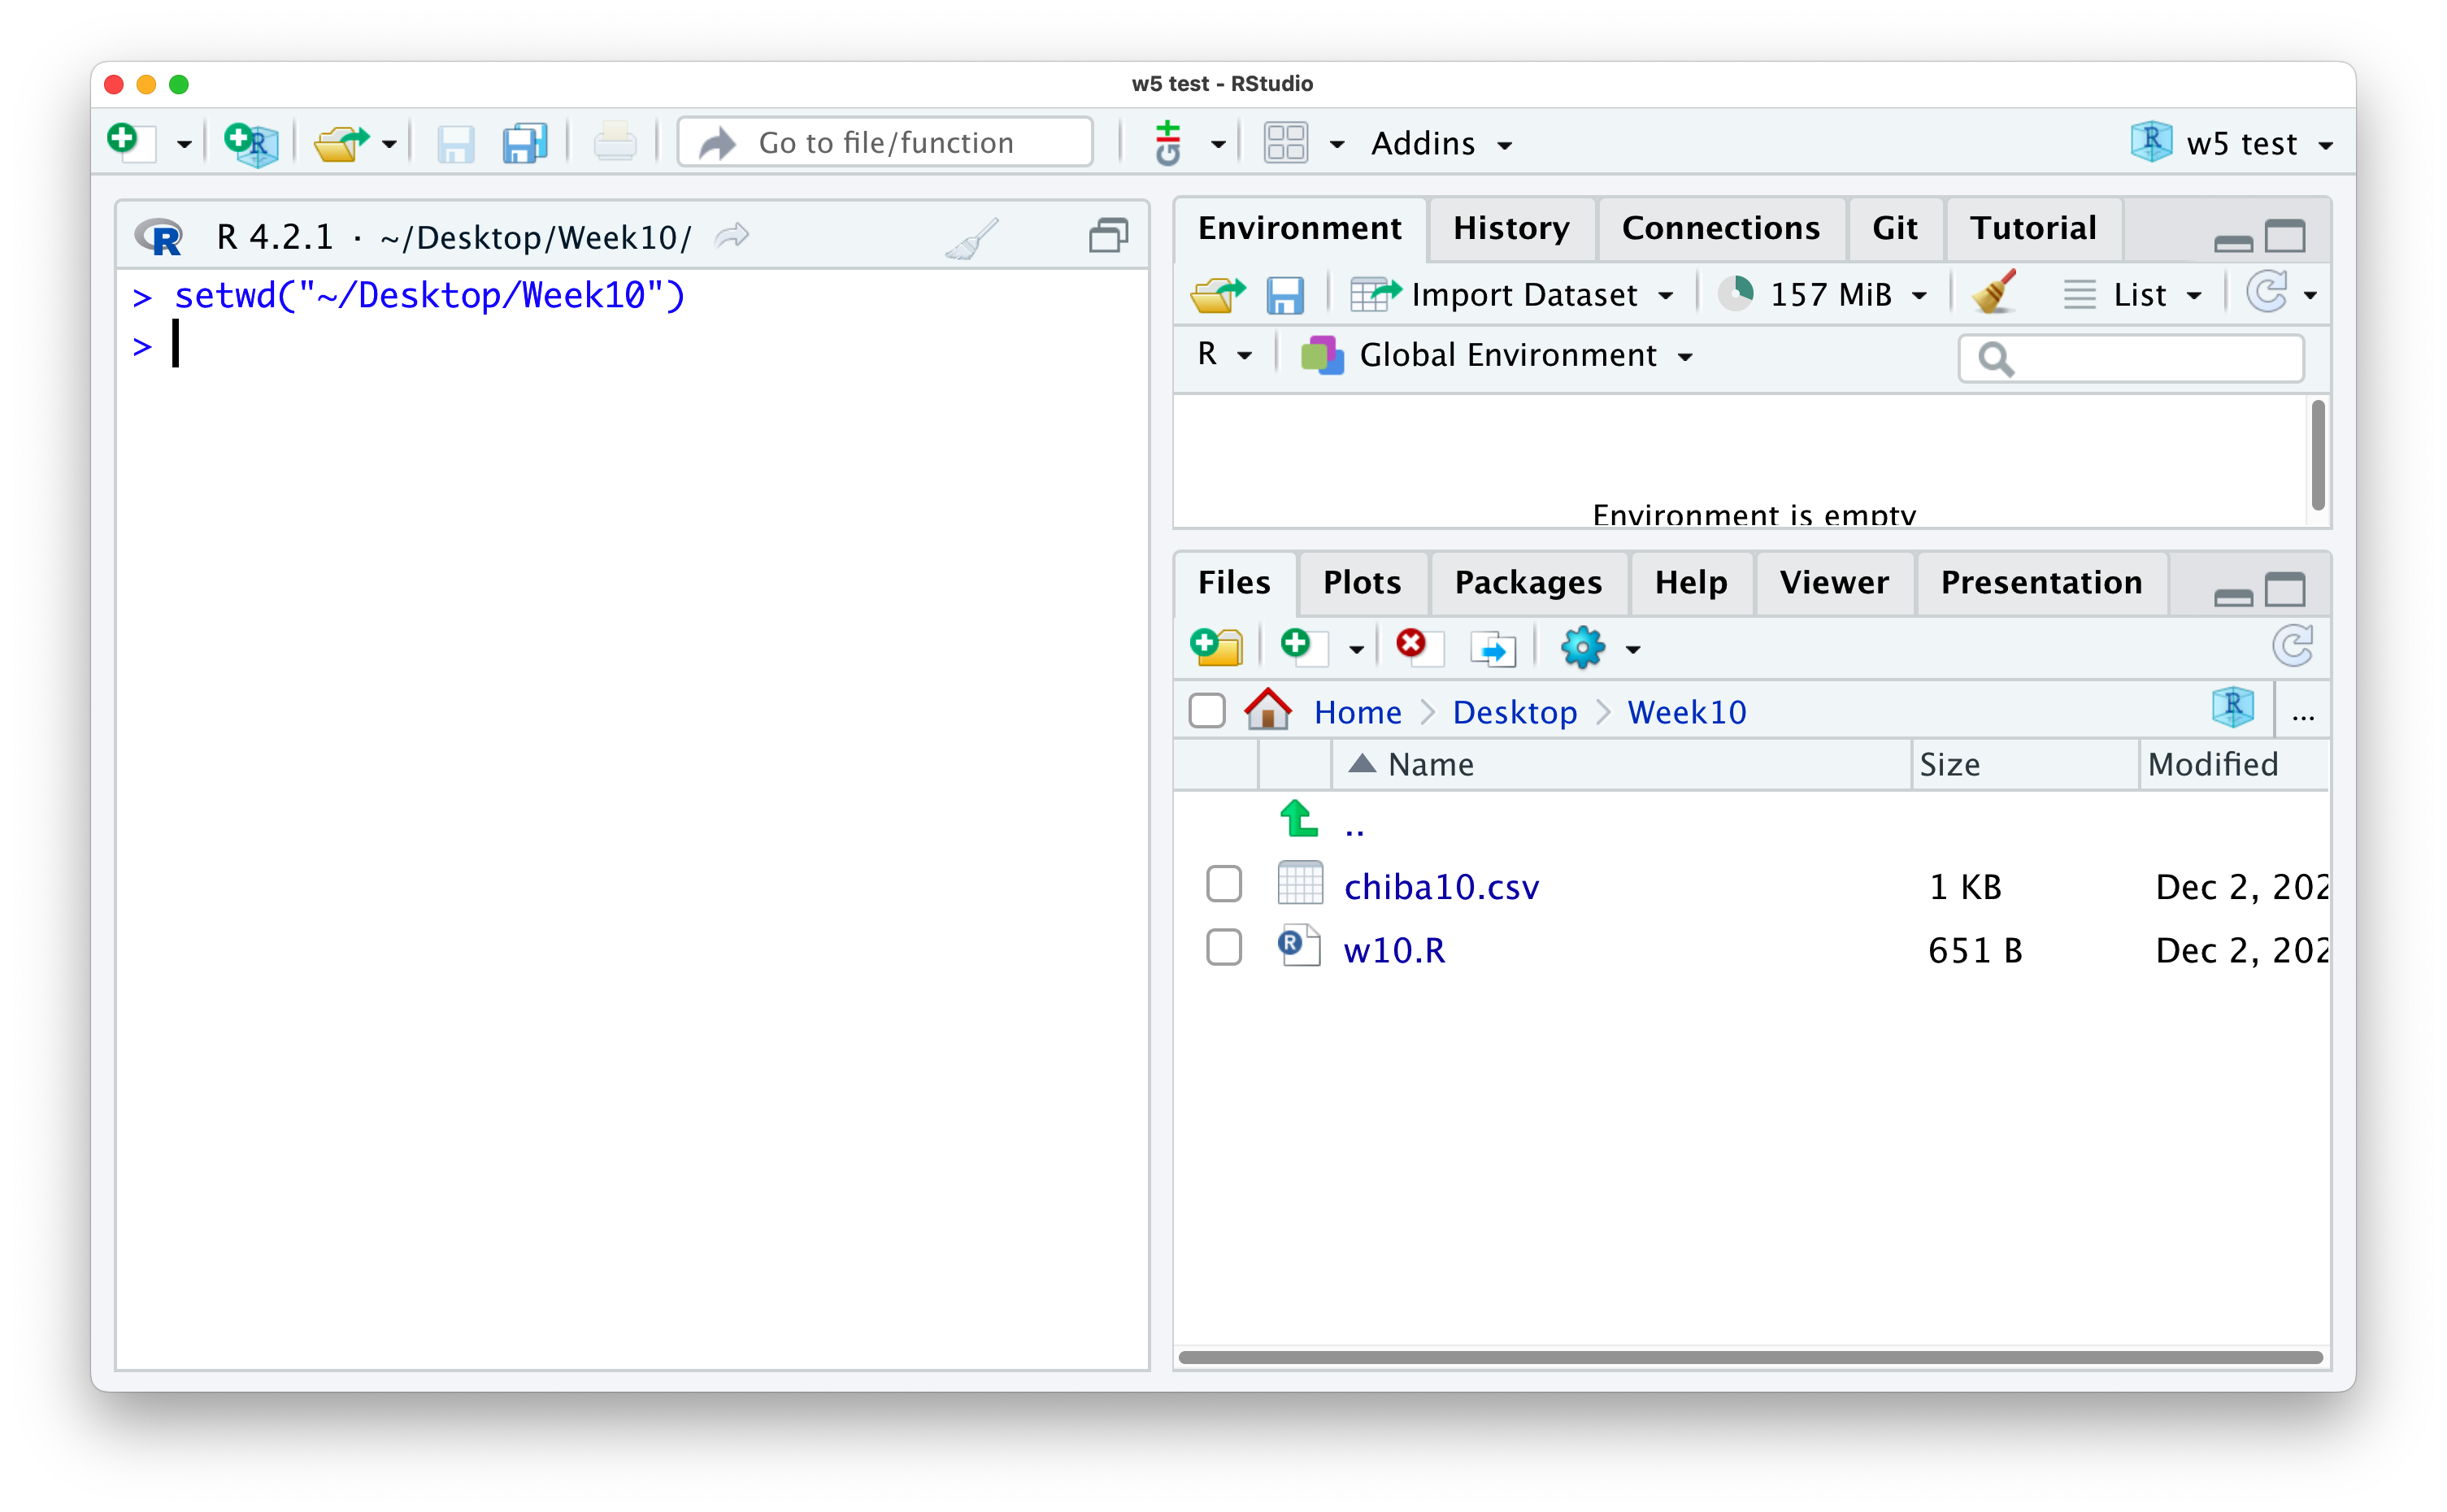 w5 test - RStudio
Go to file/function
Addins
w5 test
R 4.2.1 · ~/Desktop/Week10/
> setwd("~/Desktop/Week10")
>
Environment History Connections Git Tutorial
Import Dataset 157 MiB List
R Global Environment
Environment is empty
Files Plots Packages Help Viewer Presentation
Home Desktop Week10 ...
Name Size Modified
..
chiba10.csv 1 KB Dec 2, 202
w10.R 651 B Dec 2, 202